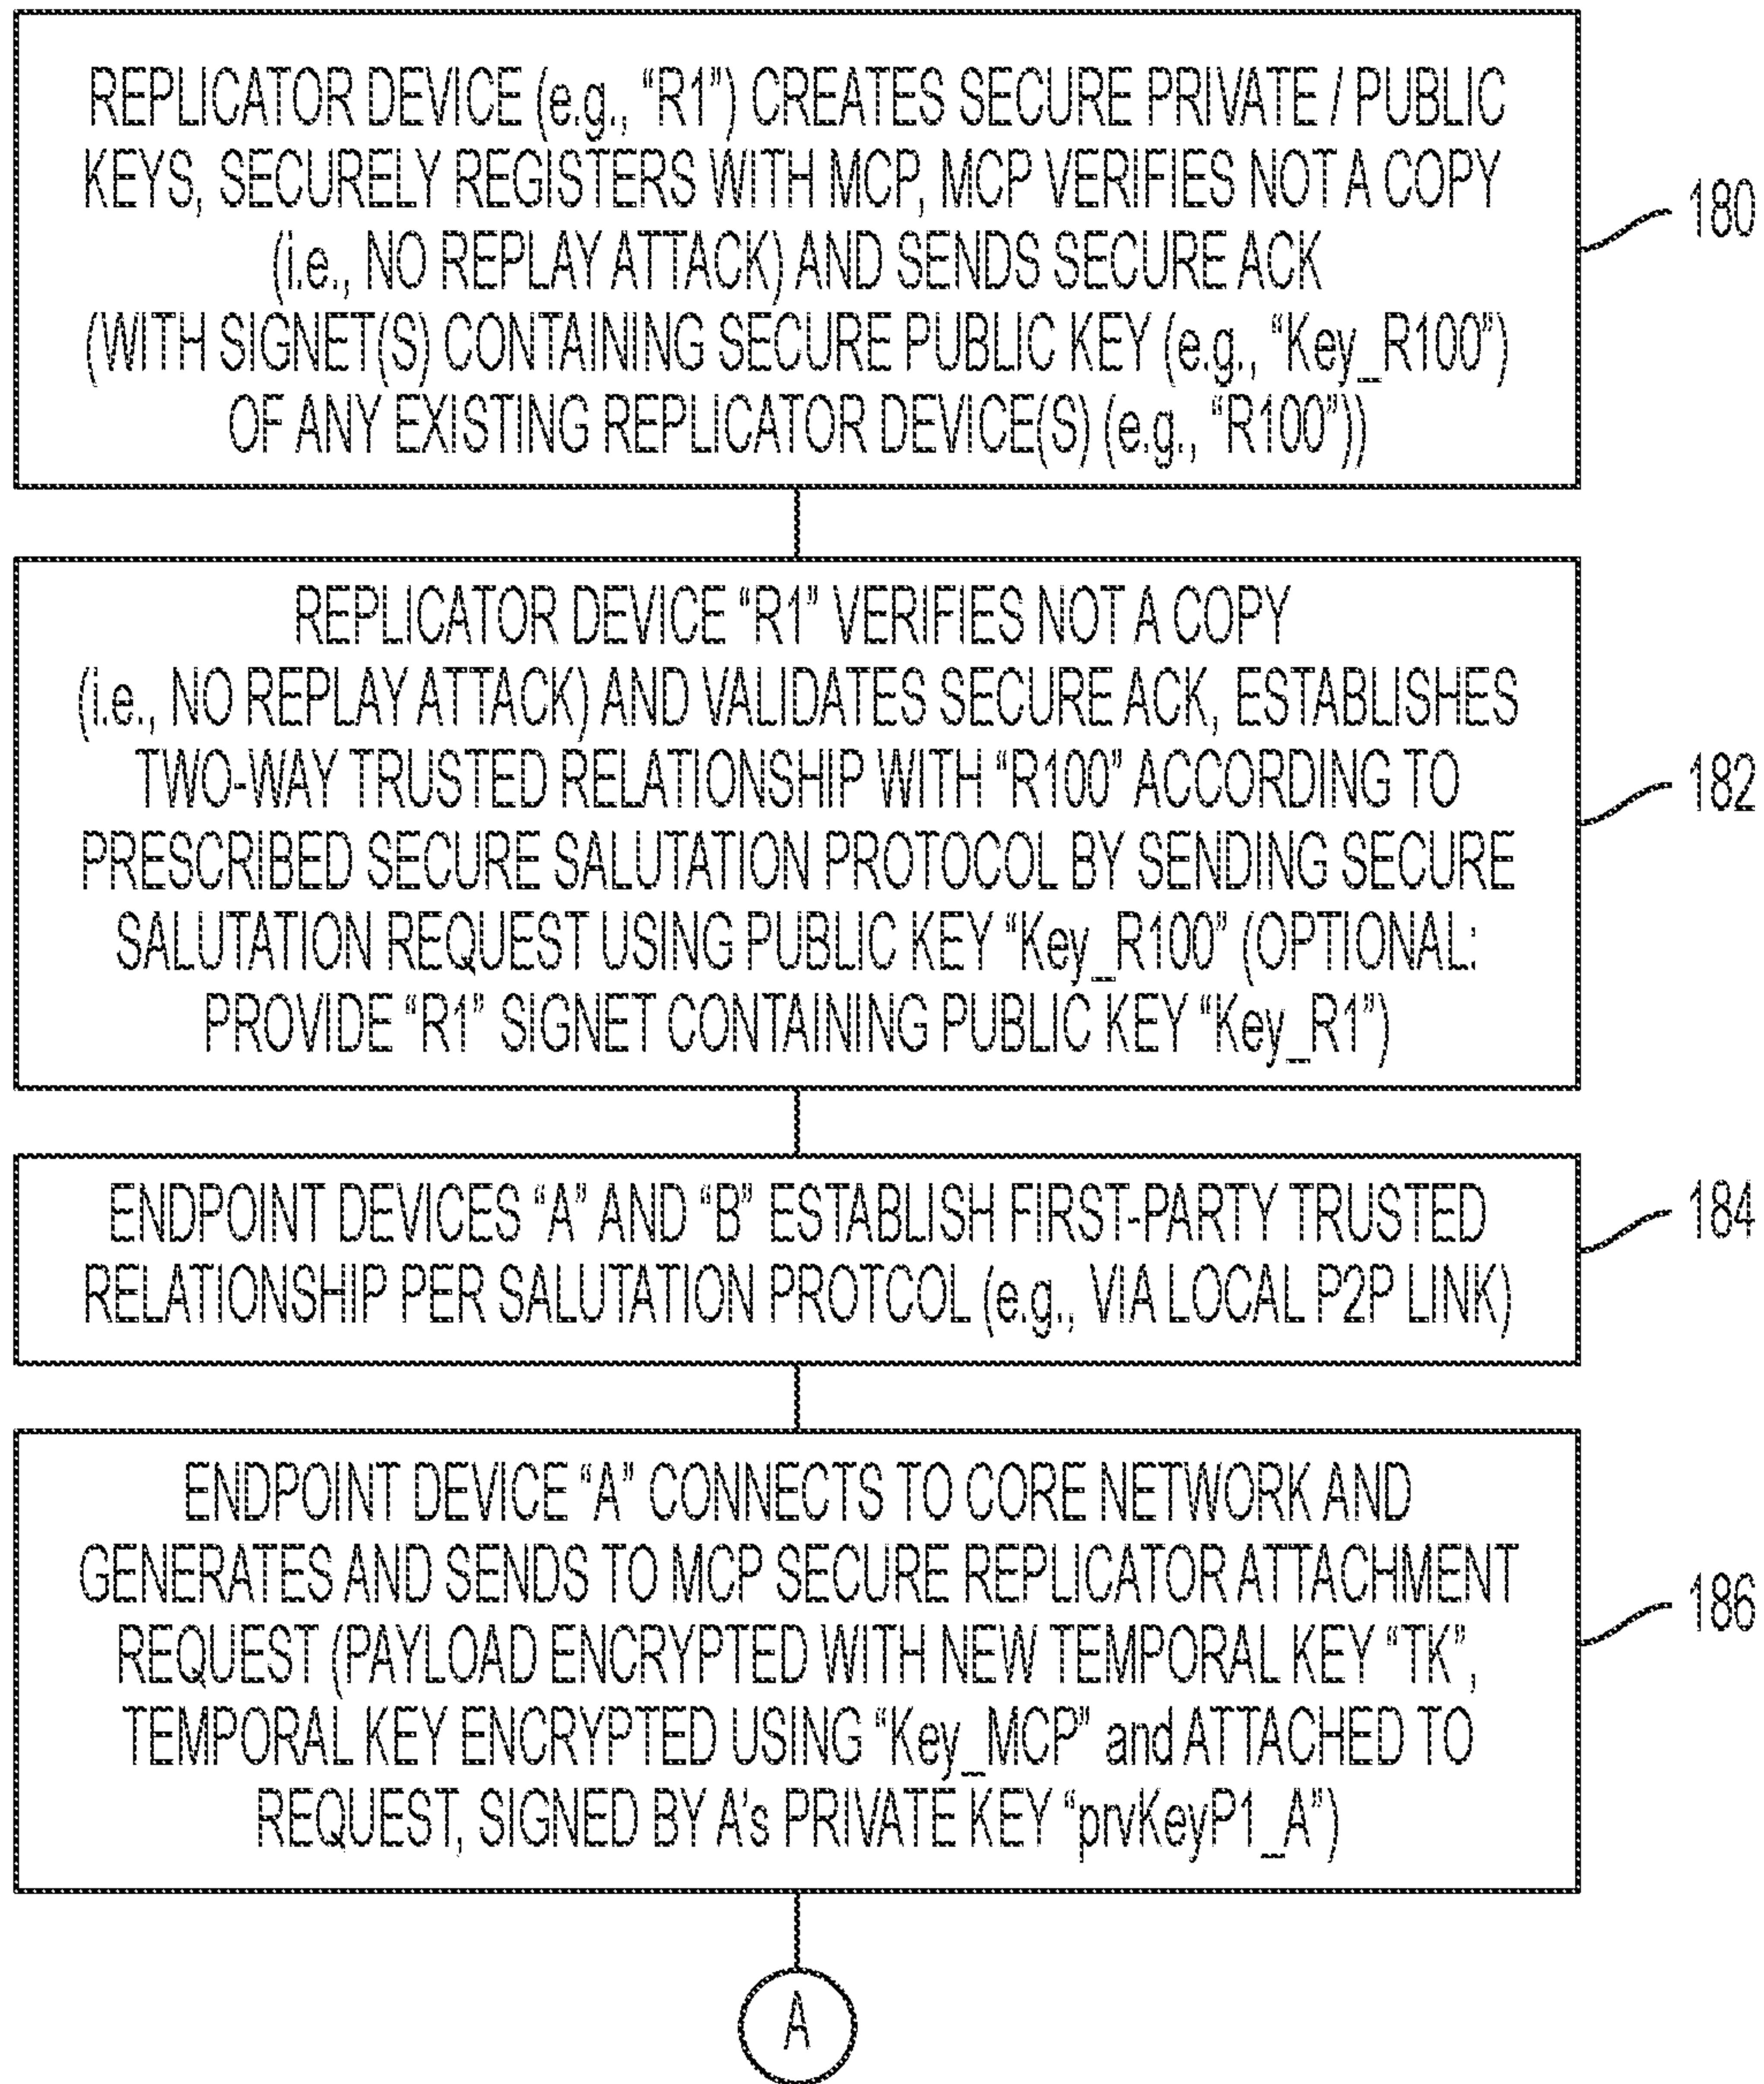 REPLICATOR DEVICE (e.g., “R1”) CREATES SECURE PRIVATE / PUBLIC
KEYS, SECURELY REGISTERS WITH MCP, MCP VERIFIES NOT A COPY
(i.e., NO REPLAY ATTACK) AND SENDS SECURE ACK
(WITH SIGNET(S) CONTAINING SECURE PUBLIC KEY (e.g., “Key_R100”)
OF ANY EXISTING REPLICATOR DEVICE(S) (e.g., “R100”))
180
REPLICATOR DEVICE “R1” VERIFIES NOT A COPY
(i.e., NO REPLAY ATTACK) AND VALIDATES SECURE ACK, ESTABLISHES
TWO-WAY TRUSTED RELATIONSHIP WITH “R100” ACCORDING TO
PRESCRIBED SECURE SALUTATION PROTOCOL BY SENDING SECURE
SALUTATION REQUEST USING PUBLIC KEY “Key_R100” (OPTIONAL:
PROVIDE “R1” SIGNET CONTAINING PUBLIC KEY “Key_R1”)
182
ENDPOINT DEVICES “A” AND “B” ESTABLISH FIRST-PARTY TRUSTED
RELATIONSHIP PER SALUTATION PROTCOL (e.g., VIA LOCAL P2P LINK)
184
ENDPOINT DEVICE “A” CONNECTS TO CORE NETWORK AND
GENERATES AND SENDS TO MCP SECURE REPLICATOR ATTACHMENT
REQUEST (PAYLOAD ENCRYPTED WITH NEW TEMPORAL KEY “TK”,
TEMPORAL KEY ENCRYPTED USING “Key_MCP” and ATTACHED TO
REQUEST, SIGNED BY A’s PRIVATE KEY “prvKeyP1_A”)
186
A